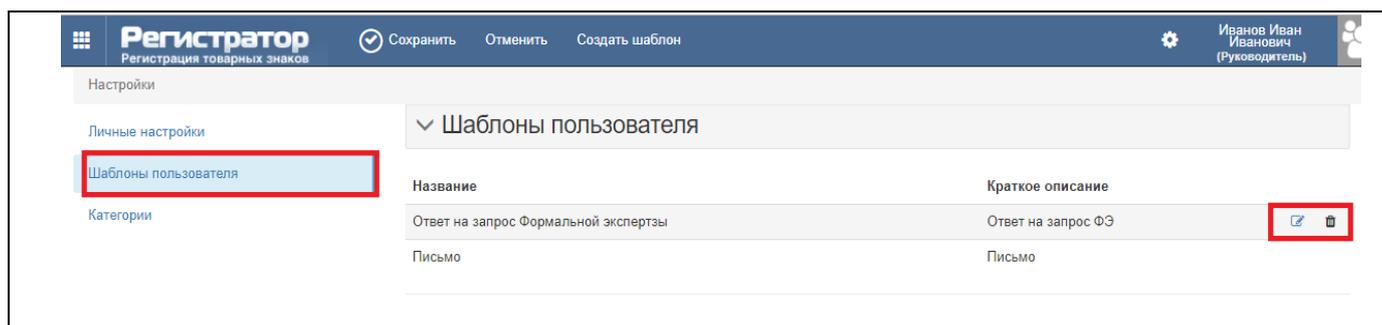 Регистратор
Регистрация товарных знаков
Сохранить Отменить Создать шаблон
Иванов Иван
Иванович
(Руководитель)
Настройки
Личные настройки
Шаблоны пользователя
Категории
Шаблоны пользователя
Название Краткое описание
Ответ на запрос Формальной экспертзы Ответ на запрос ФЭ
Письмо Письмо